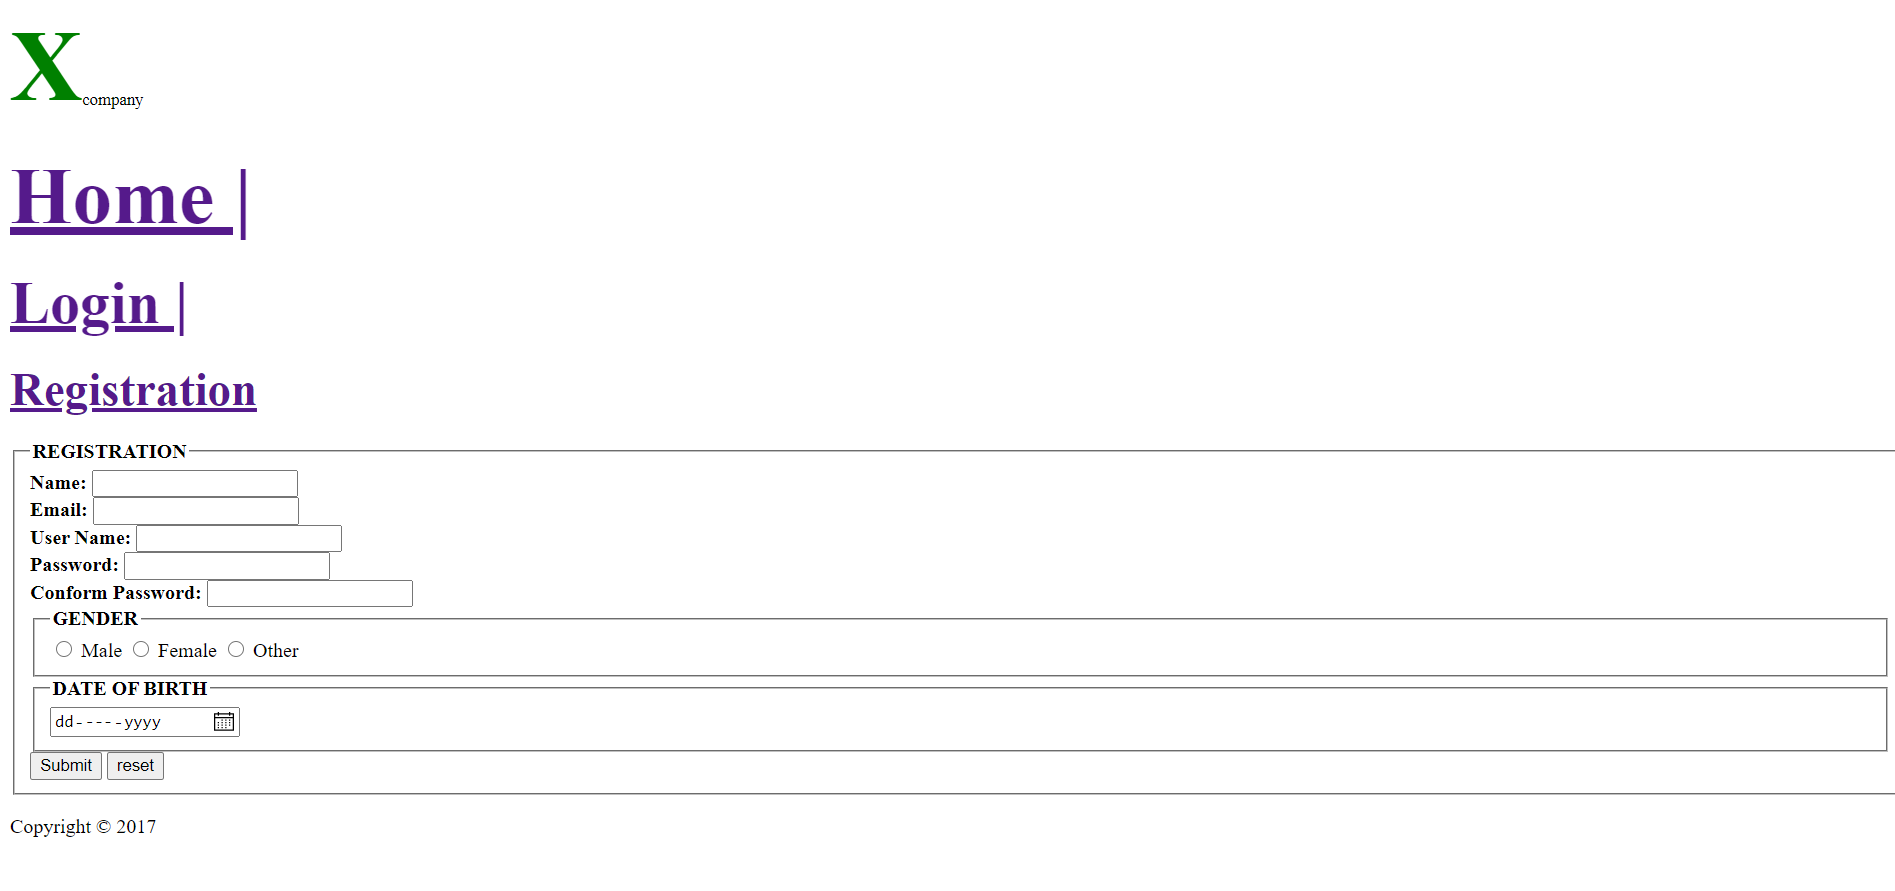 Xcompany
Home |
Login |
Registration
REGISTRATION
Name:
Email:
User Name:
Password:
Conform Password:
GENDER
Male Female Other
DATE OF BIRTH
dd-----yyyy
Submit reset
Copyright © 2017